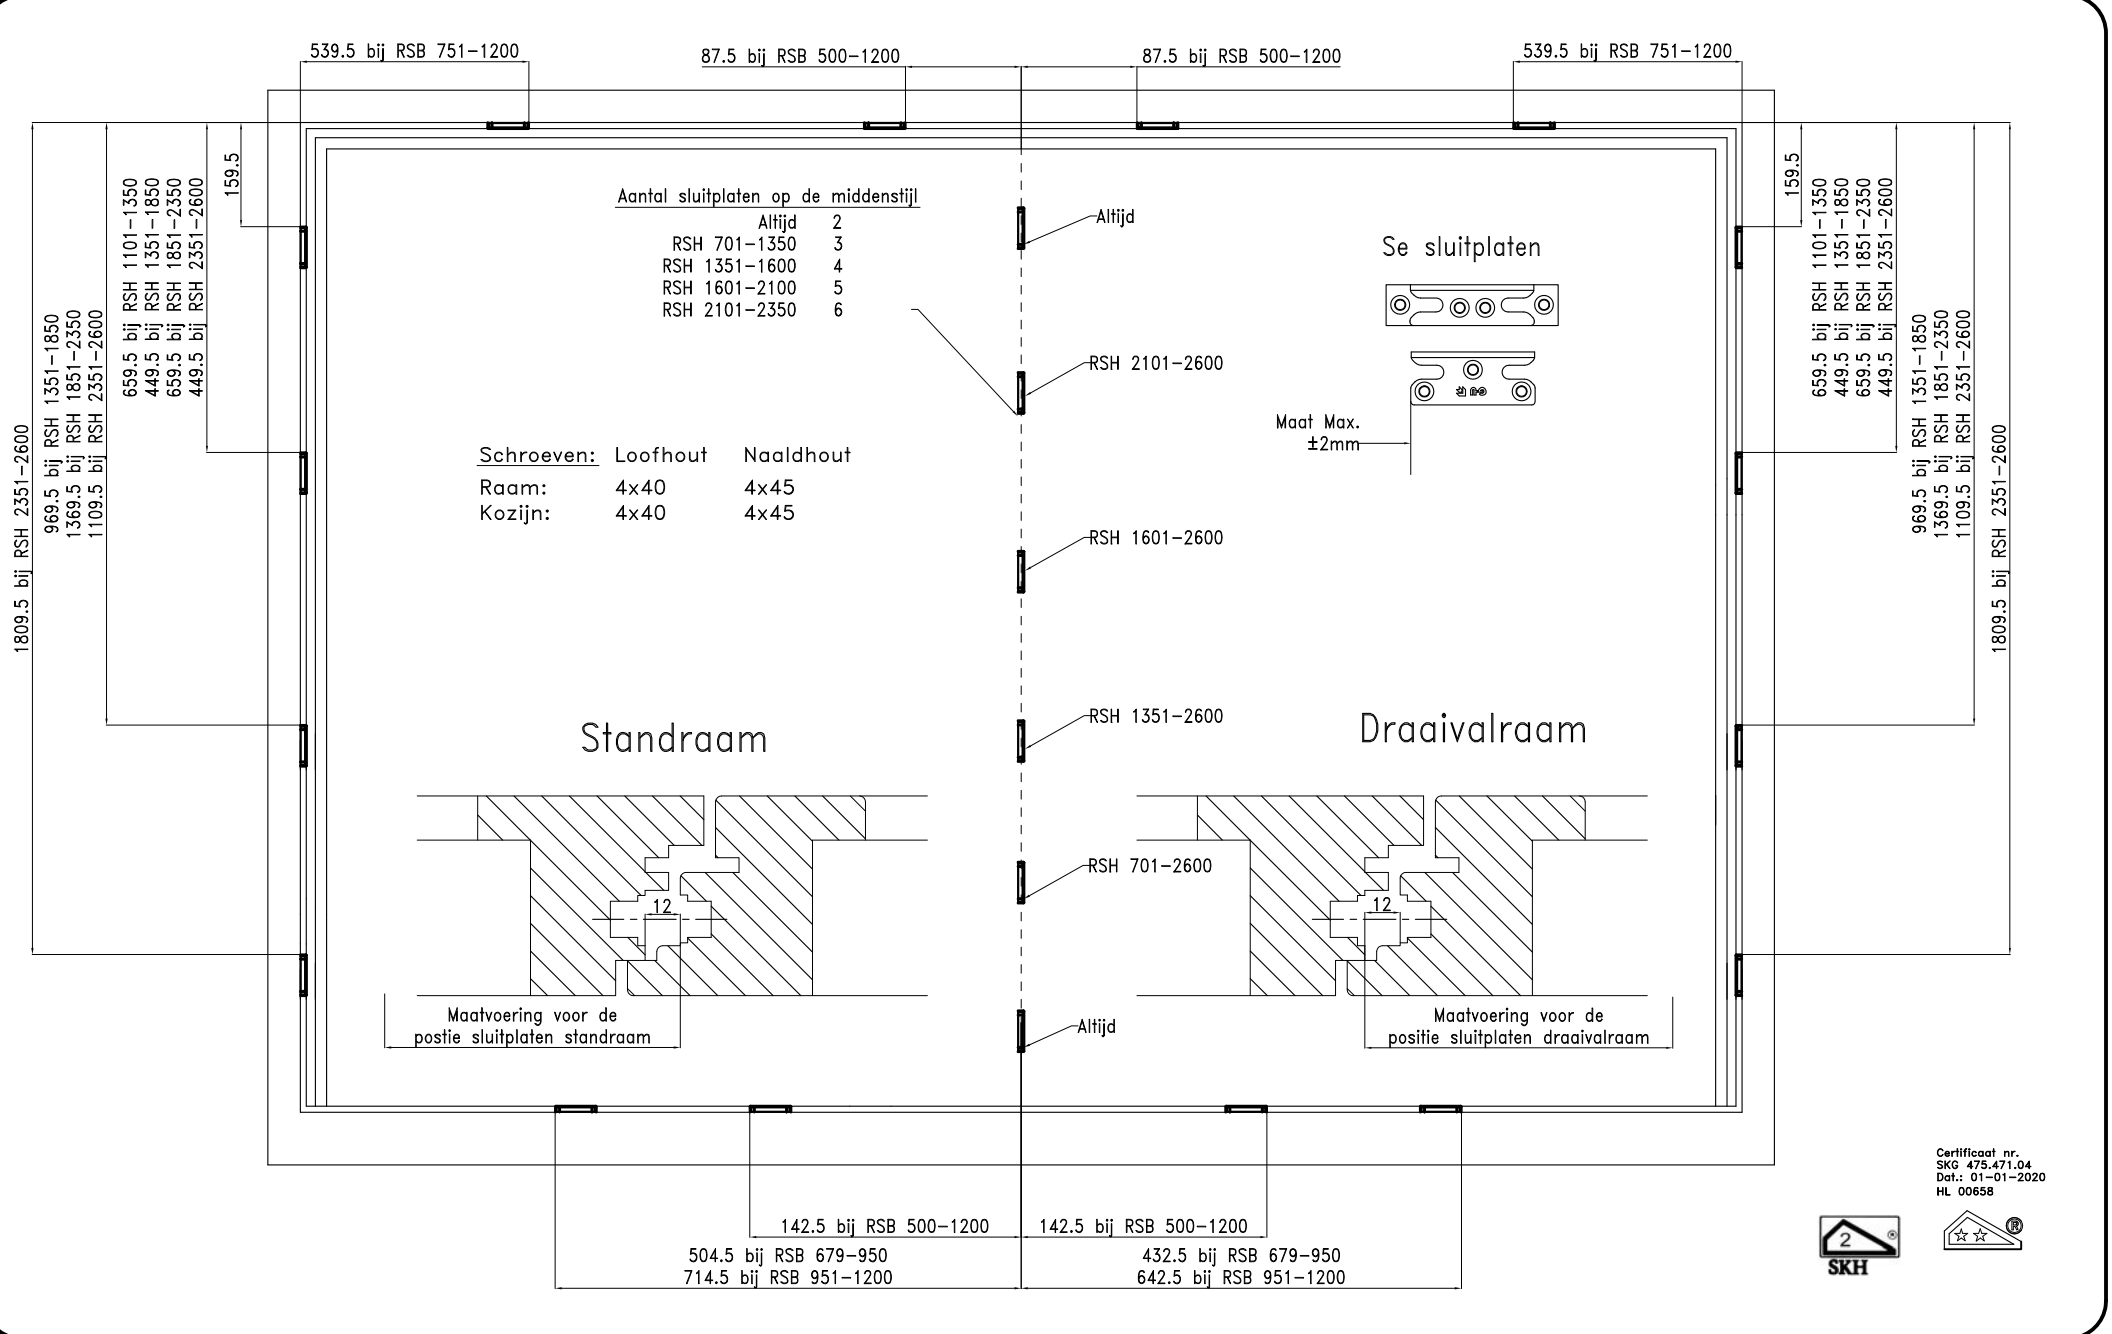 539.5 bij RSB 751-1200
87.5 bij RSB 500-1200
87.5 bij RSB 500-1200
539.5 bij RSB 751-1200
1809.5 bij RSH 2351-2600
969.5 bij RSH 1351-1850
1369.5 bij RSH 1851-2350
1109.5 bij RSH 2351-2600
659.5 bij RSH 1101-1350
449.5 bij RSH 1351-1850
659.5 bij RSH 1851-2350
449.5 bij RSH 2351-2600
159.5
Aantal sluitplaten op de middenstijl
Altijd 2
RSH 701-1350 3
RSH 1351-1600 4
RSH 1601-2100 5
RSH 2101-2350 6
Altijd
RSH 2101-2600
RSH 1601-2600
RSH 1351-2600
RSH 701-2600
Altijd
Se sluitplaten
Maat Max.
±2mm
159.5
659.5 bij RSH 1101-1350
449.5 bij RSH 1351-1850
659.5 bij RSH 1851-2350
449.5 bij RSH 2351-2600
969.5 bij RSH 1351-1850
1369.5 bij RSH 1851-2350
1109.5 bij RSH 2351-2600
1809.5 bij RSH 2351-2600
Schroeven: Loofhout Naaldhout
Raam: 4x40 4x45
Kozijn: 4x40 4x45
Standraam
12
Maatvoering voor de
postie sluitplaten standraam
Draaivalraam
12
Maatvoering voor de
positie sluitplaten draaivalraam
142.5 bij RSB 500-1200
142.5 bij RSB 500-1200
504.5 bij RSB 679-950
714.5 bij RSB 951-1200
432.5 bij RSB 679-950
642.5 bij RSB 951-1200
Certificaat nr.
SKG 475.471.04
Dat.: 01-01-2020
HL 00658
2 ®
SKH
®